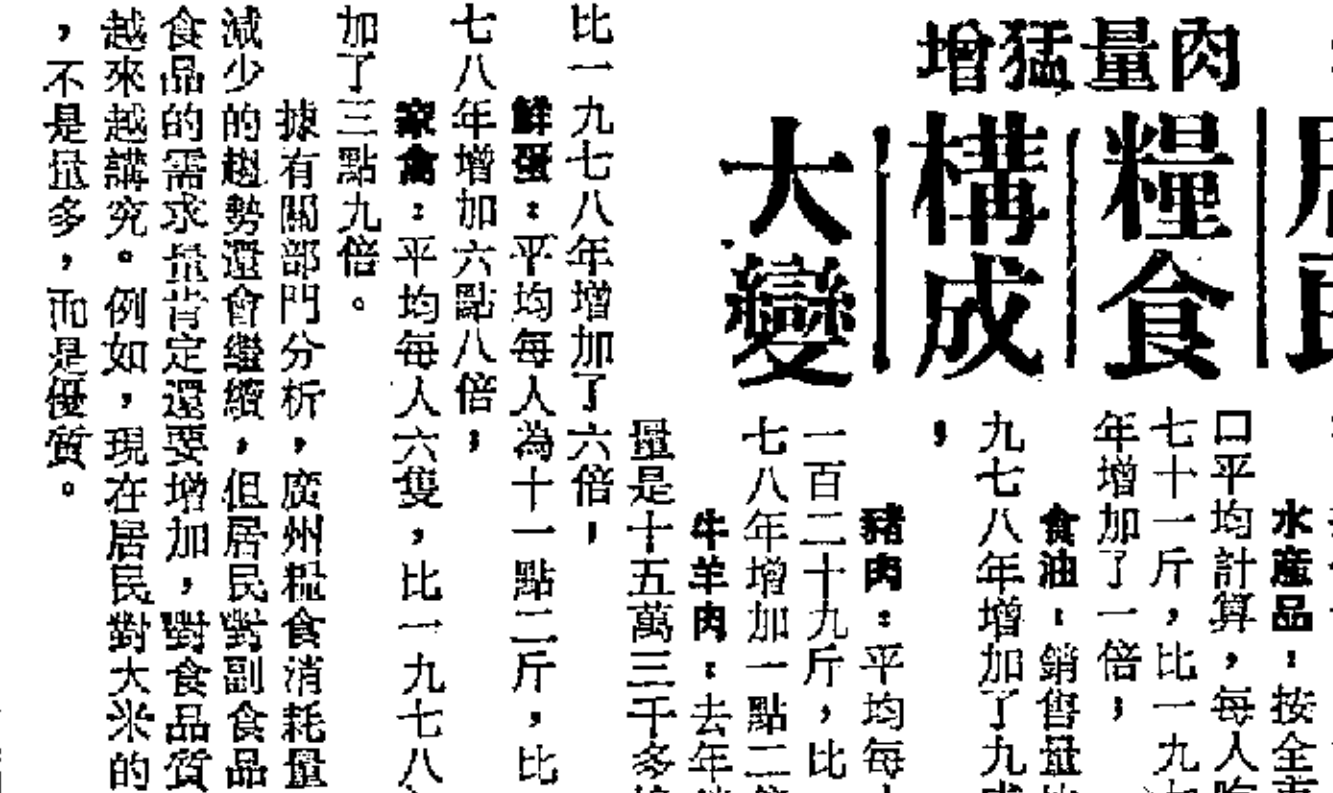 肉量猛增
糧食
構成
大變
水產品：按全市
口平均計算，每人吃
七十一斤，比一九
年增加了一倍；
食油：銷售量
九七八年增加了九成
，
豬肉：平均每
一百二十九斤，比
七八年增加一點二倍
牛羊肉：去年
量是十五萬三千多
比一九七八年增加了六倍，
鮮蛋：平均每人為十一點二斤，比
七八年增加六點八倍；
家禽：平均每人六隻，比一九七八
加了三點九倍。
據有關部門分析，廣州糧食消耗量
減少的趨勢還會繼續，但居民對副食品
食品的需求量肯定還要增加，對食品質
越來越講究。例如，現在居民對大米的
，不是量多，而是優質。